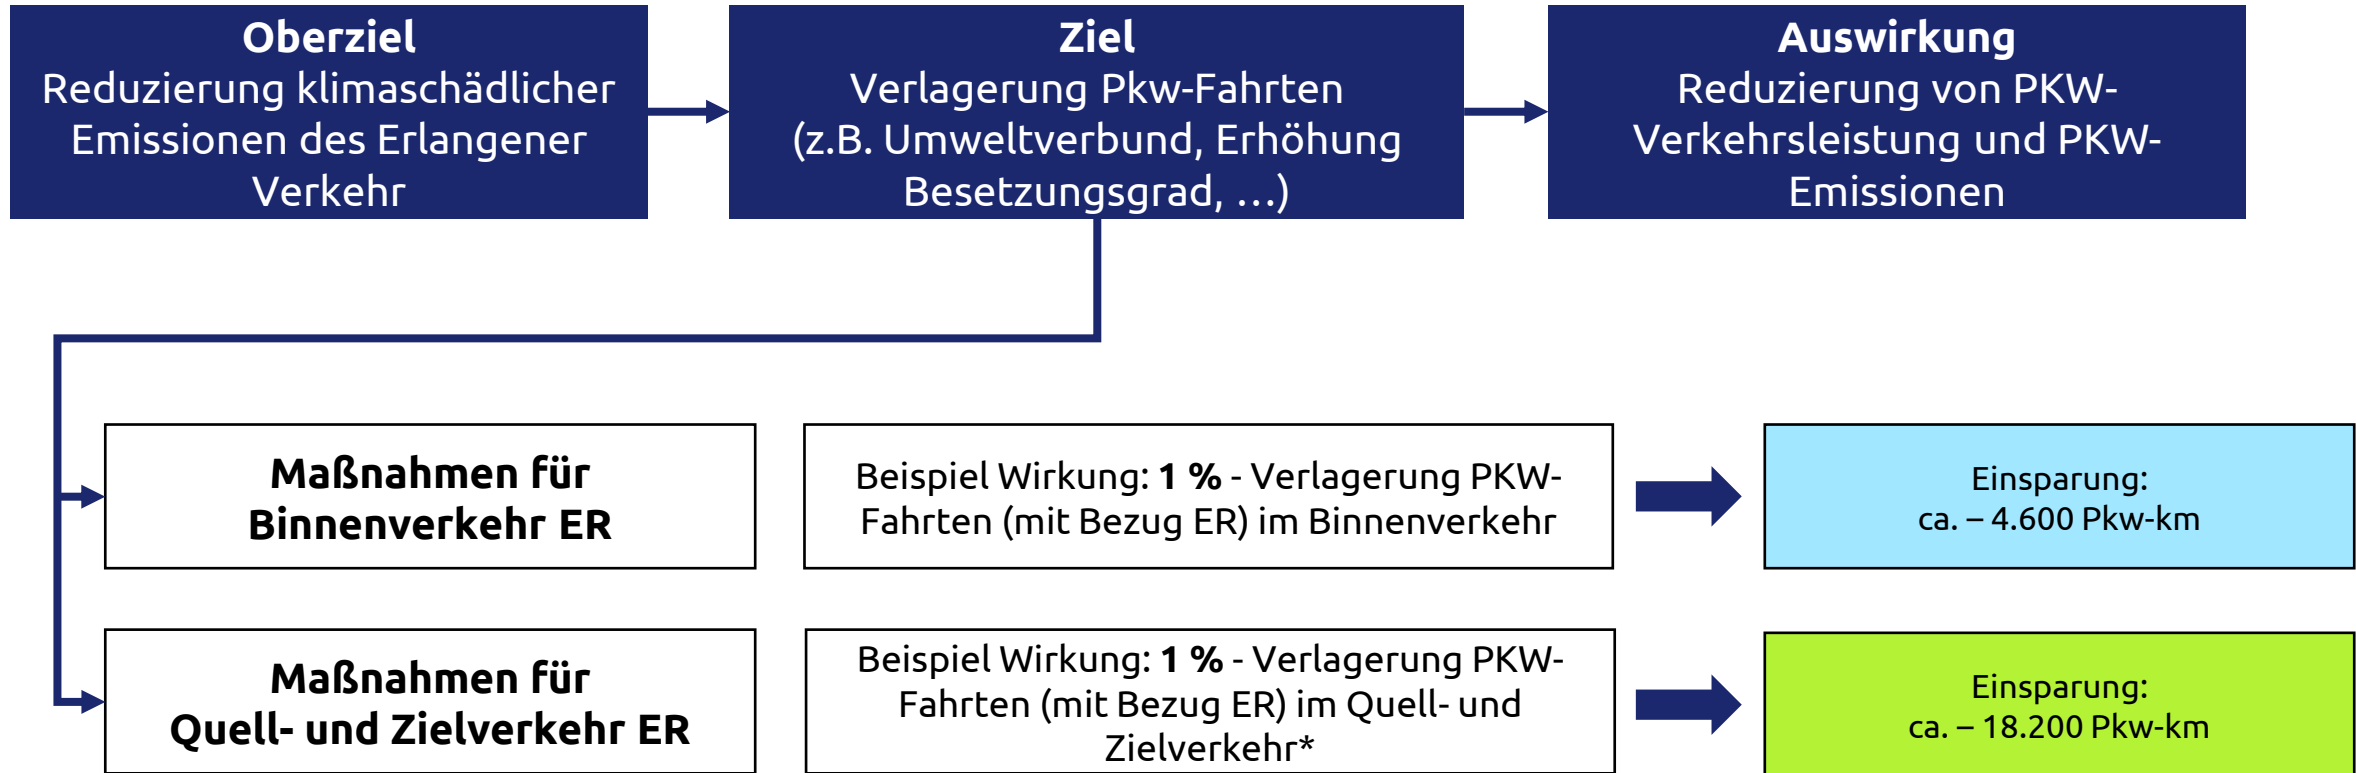 Oberziel
Reduzierung klimaschädlicher
Emissionen des Erlangener
Verkehr
Ziel
Verlagerung Pkw-Fahrten
(z.B. Umweltverbund, Erhöhung
Besetzungsgrad, …)
Auswirkung
Reduzierung von PKW-
Verkehrsleistung und PKW-
Emissionen
Maßnahmen für
Binnenverkehr ER
Beispiel Wirkung: 1 % - Verlagerung PKW-
Fahrten (mit Bezug ER) im Binnenverkehr
Einsparung:
ca. – 4.600 Pkw-km
Maßnahmen für
Quell- und Zielverkehr ER
Beispiel Wirkung: 1 % - Verlagerung PKW-
Fahrten (mit Bezug ER) im Quell- und
Zielverkehr*
Einsparung:
ca. – 18.200 Pkw-km